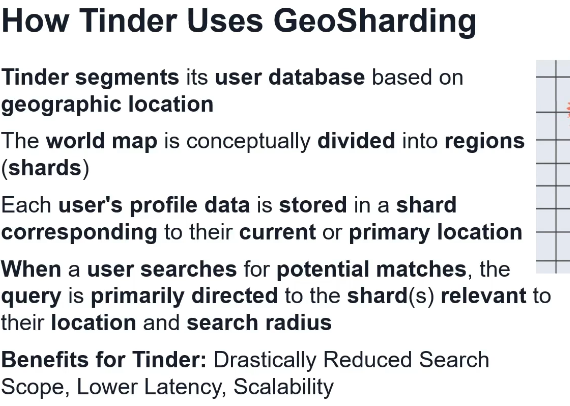 How Tinder Uses GeoSharding
Tinder segments its user database based on
geographic location
The world map is conceptually divided into regions
(shards)
Each user's profile data is stored in a shard
corresponding to their current or primary location
When a user searches for potential matches, the
query is primarily directed to the shard(s) relevant to
their location and search radius
Benefits for Tinder: Drastically Reduced Search
Scope, Lower Latency, Scalability